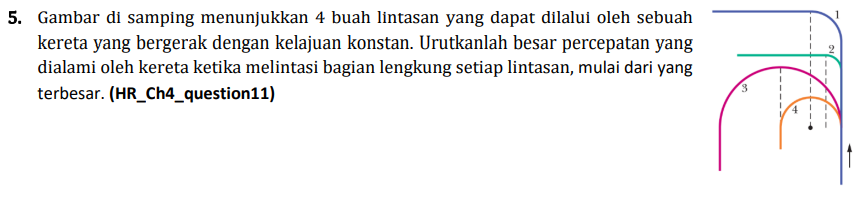 5. Gambar di samping menunjukkan 4 buah lintasan yang dapat dilalui oleh sebuah
kereta yang bergerak dengan kelajuan konstan. Urutkanlah besar percepatan yang
dialami oleh kereta ketika melintasi bagian lengkung setiap lintasan, mulai dari yang
terbesar. (HR_Ch4_question11)
1
2
3
4